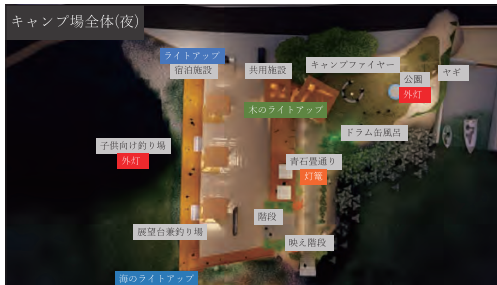 キャンプ場全体(夜)
ライトアップ
宿泊施設
共用施設
キャンプファイヤー
公園
外灯
ヤギ
木のライトアップ
ドラム缶風呂
子供向け釣り場
外灯
青石畳通り
灯篭
階段
展望台兼釣り場
映え階段
海のライトアップ